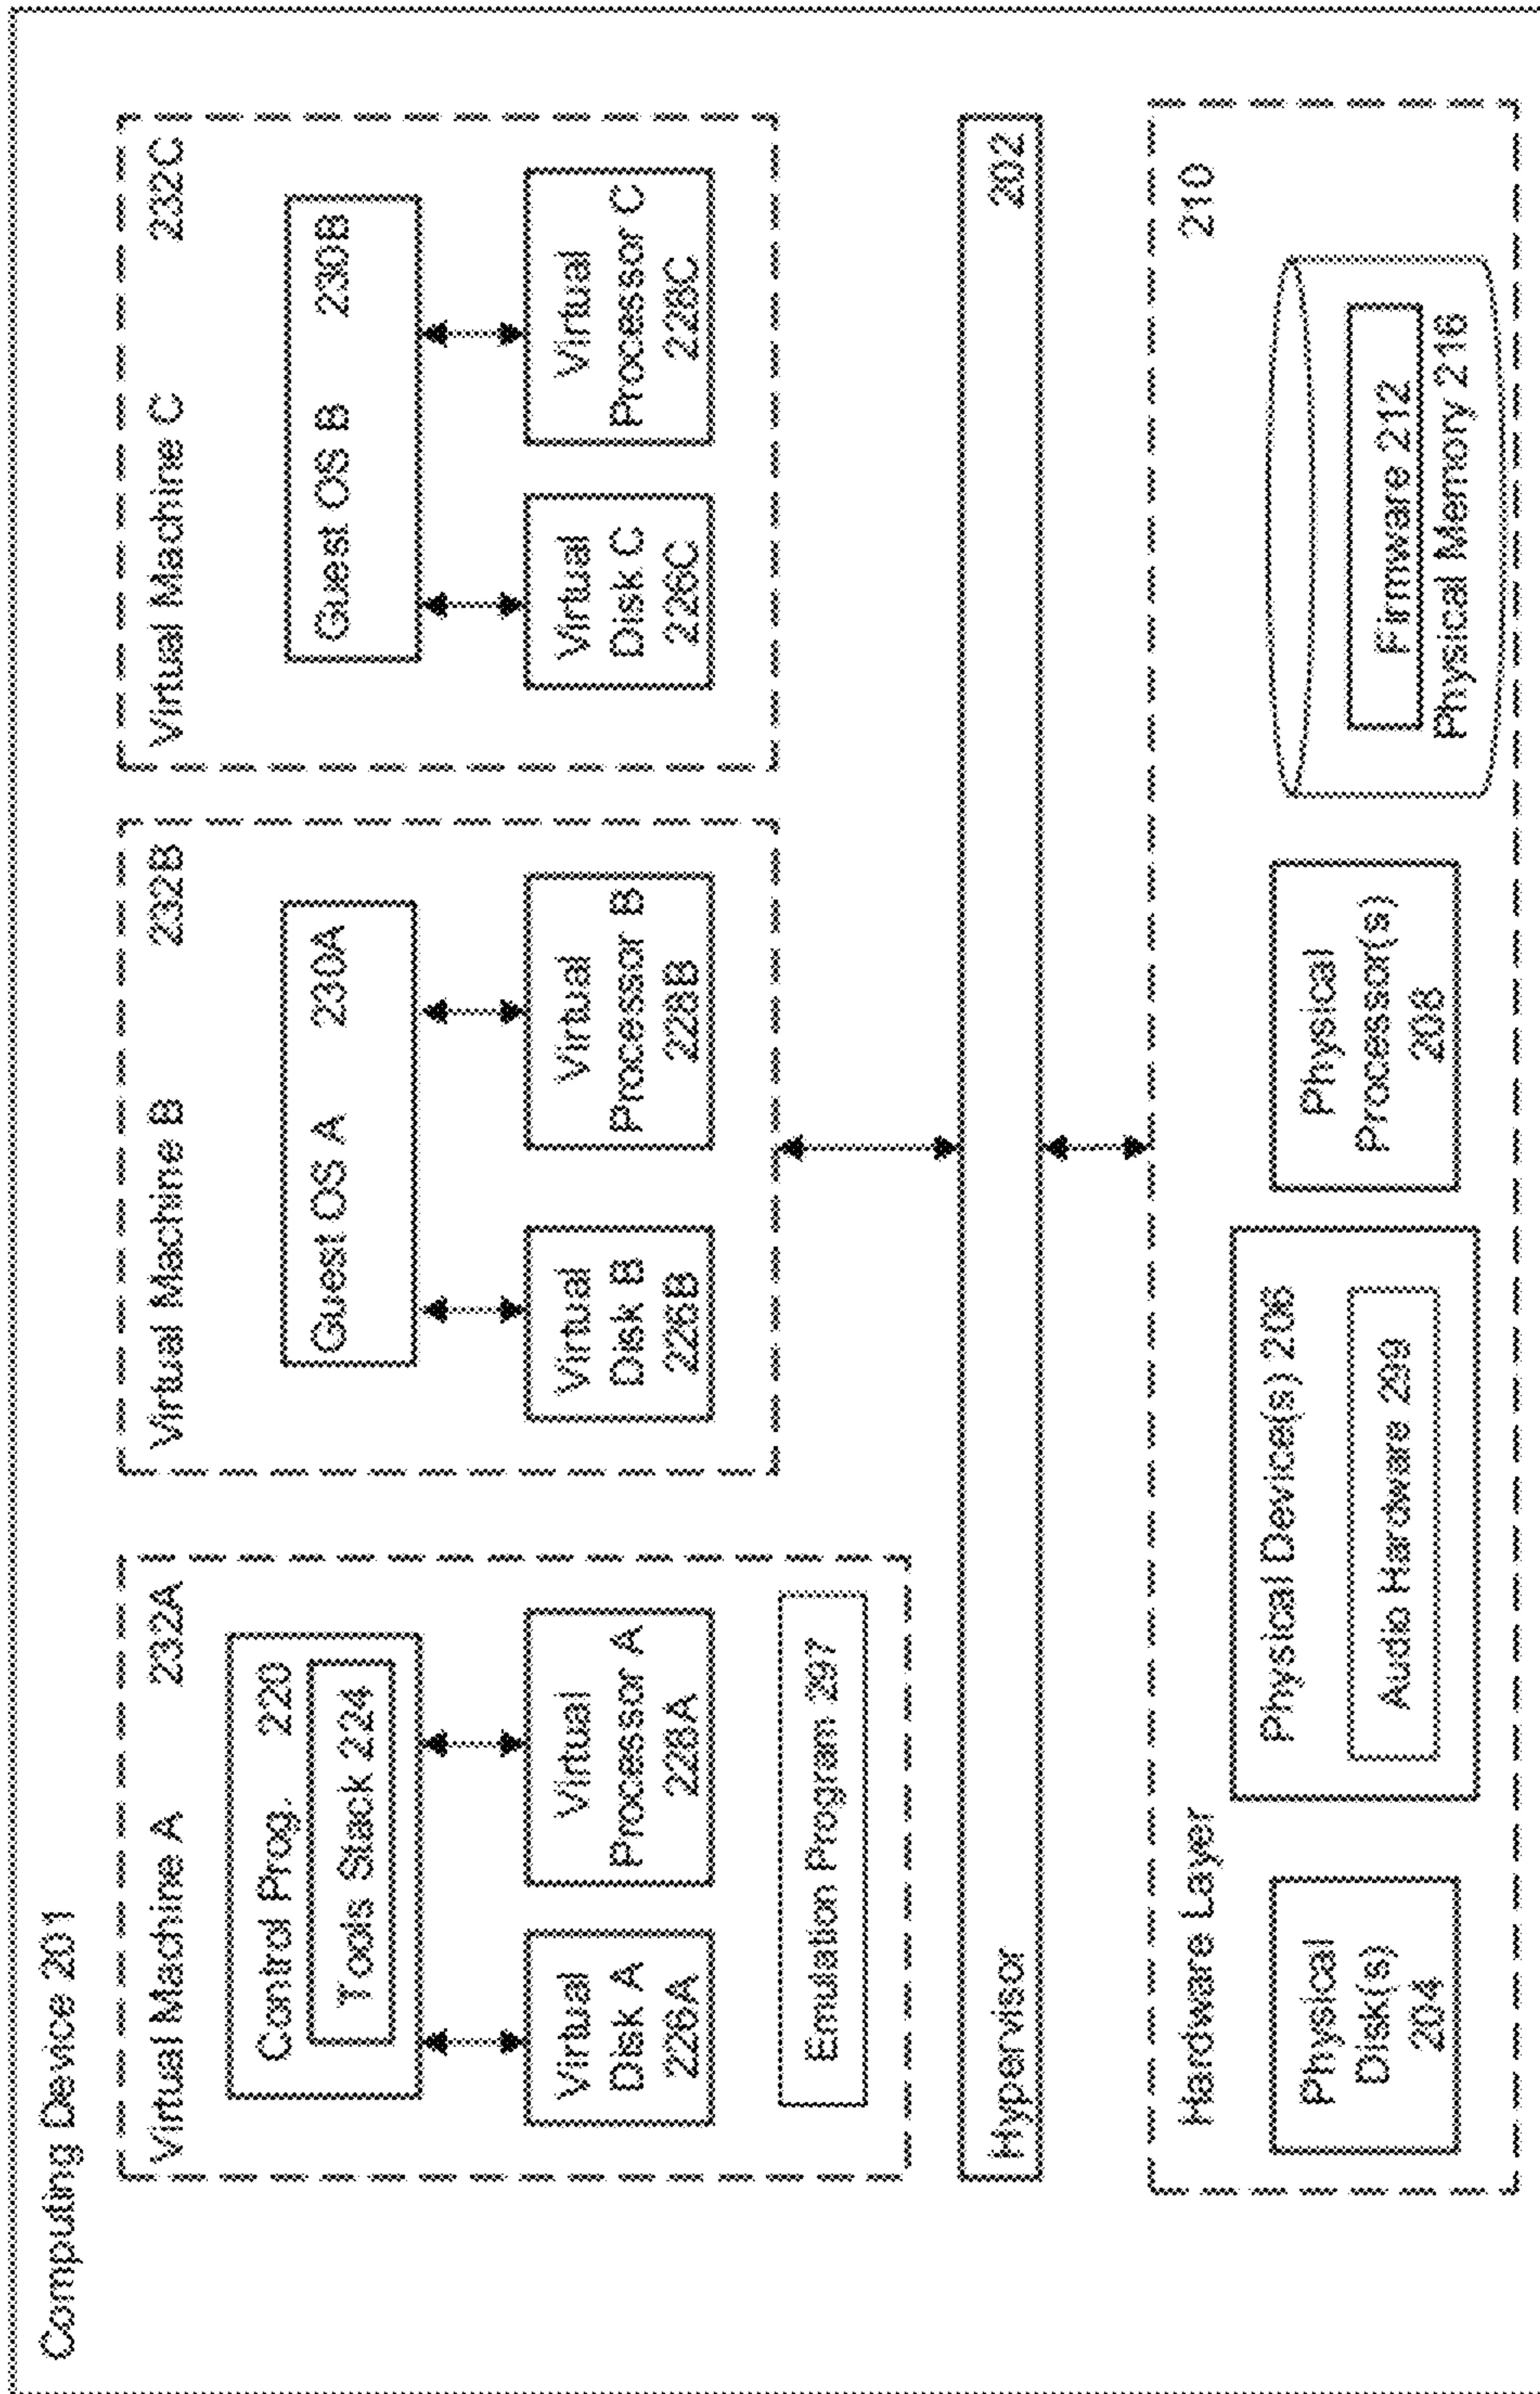 Computing Device 201
Virtual Machine A 232A
Control Prog. 220
Tools Stack 224
Virtual
Disk A
226A
Virtual
Processor A
228A
Emulation Program 297
Virtual Machine B 232B
Guest OS A 230A
Virtual
Disk B
226B
Virtual
Processor B
228B
Virtual Machine C 232C
Guest OS B 230B
Virtual
Disk C
226C
Virtual
Processor C
228C
Hypervisor 202
Hardware Layer 210
Physical
Disk(s)
204
Physical Device(s) 206
Audio Hardware 299
Physical
Processor(s)
208
Firmware 212
Physical Memory 216